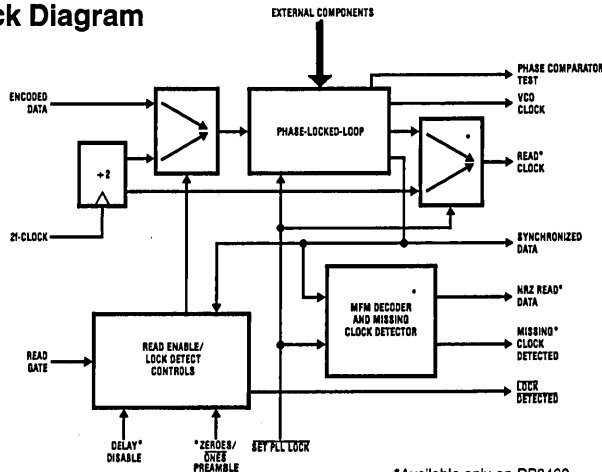 ck Diagram
EXTERNAL COMPONENTS
PHASE COMPARATOR
TEST
ENCODED
DATA
VCO
CLOCK
PHASE-LOCKED-LOOP
*
READ*
CLOCK
÷2
2f-CLOCK
SYNCHRONIZED
DATA
*
MFM DECODER
AND MISSING
CLOCK DETECTOR
NRZ READ*
DATA
MISSING*
CLOCK
DETECTED
READ ENABLE/
LOCK DETECT
CONTROLS
READ
GATE
LOCK
DETECTED
DELAY*
DISABLE
*ZEROES/
ONES
PREAMBLE
SET PLL LOCK
*Available only on DP8460